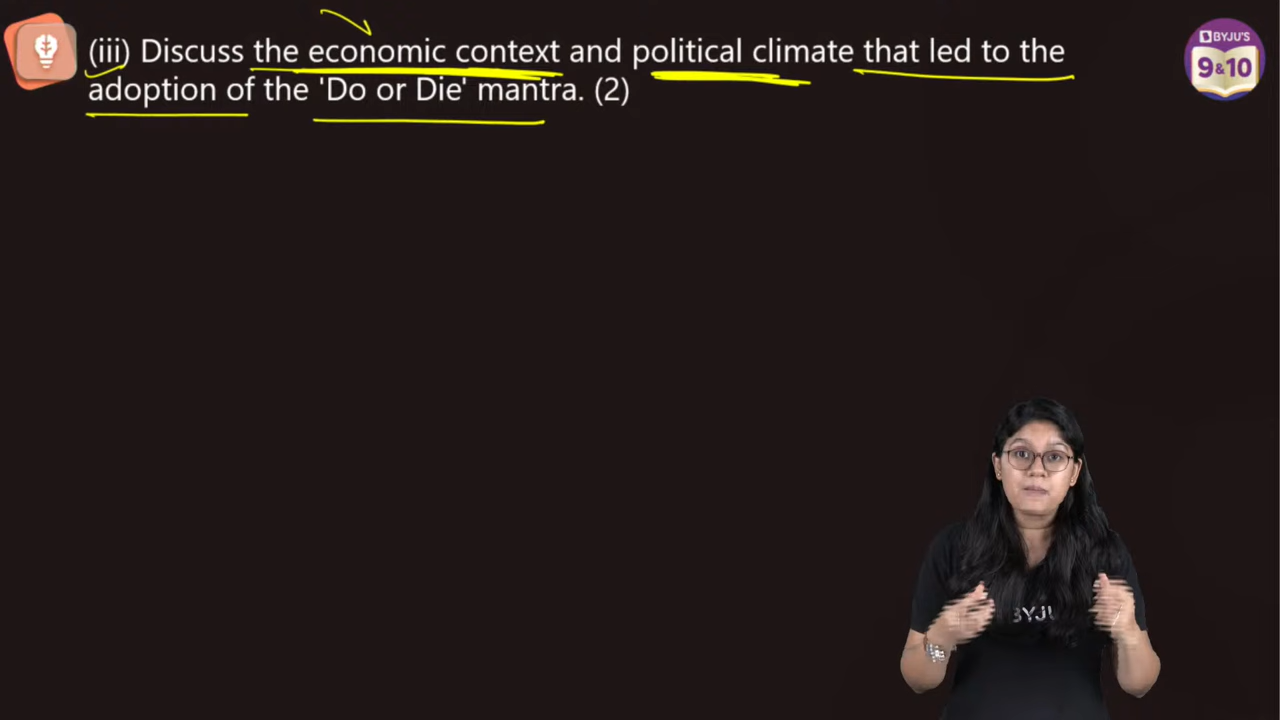 (iii) Discuss the economic context and political climate that led to the
adoption of the 'Do or Die' mantra. (2)
BYJU'S
9&10
BYJU